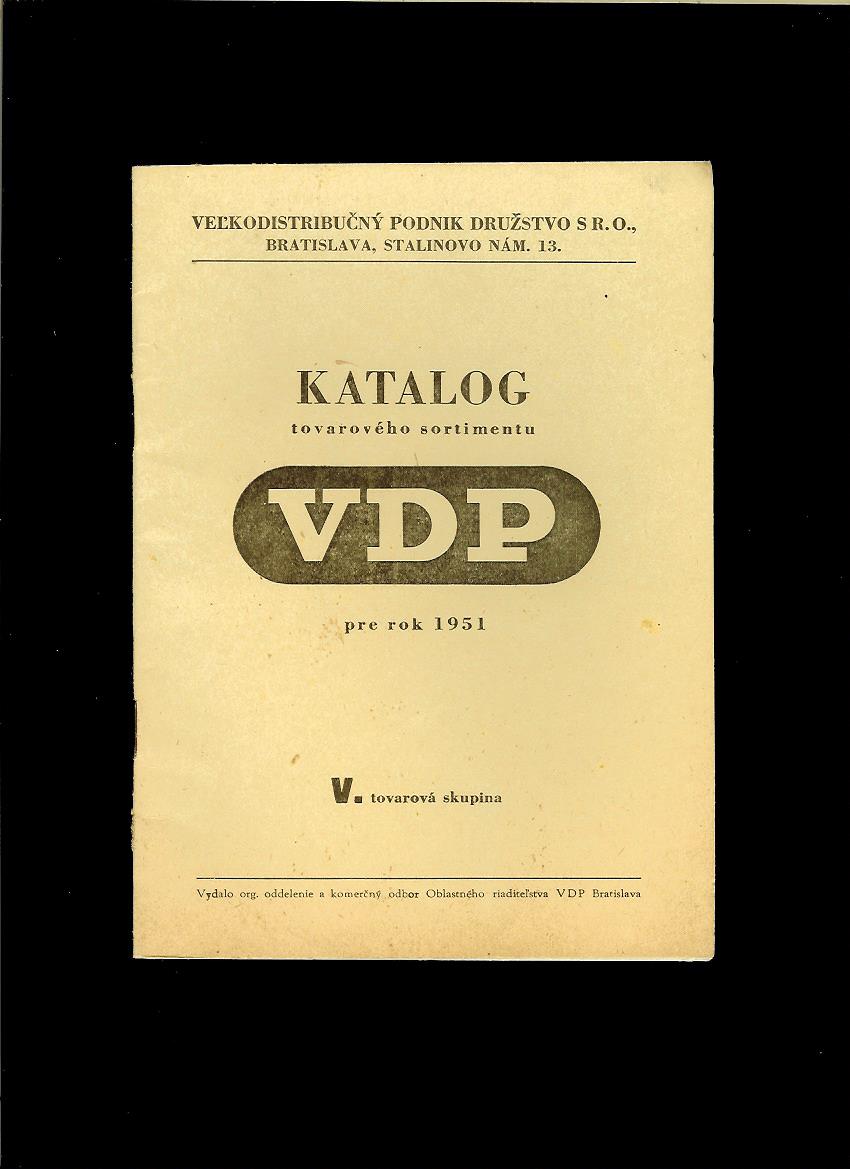 VEĽKODISTRIBUČNÝ PODNIK DRUŽSTVO S R. O.,
BRATISLAVA, STALINOVO NÁM. 13.
KATALOG
tovarového sortimentu
VDP
pre rok 1951
V. tovarová skupina
Vydalo org. oddelenie a komerčný odbor Oblastného riaditeľstva VDP Bratislava